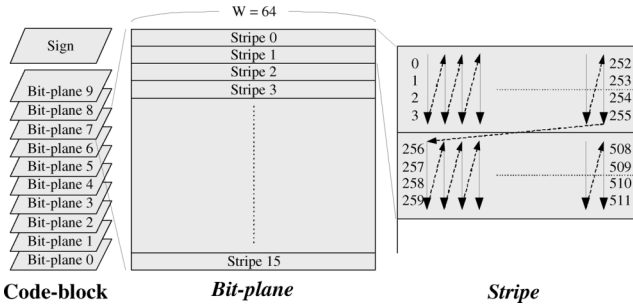 W = 64
Sign
Bit-plane 9
Bit-plane 8
Bit-plane 7
Bit-plane 6
Bit-plane 5
Bit-plane 4
Bit-plane 3
Bit-plane 2
Bit-plane 1
Bit-plane 0
Code-block
Stripe 0
Stripe 1
Stripe 2
Stripe 3
Stripe 15
Bit-plane
0 252
1 253
2 254
3 255
256 508
257 509
258 510
259 511
Stripe